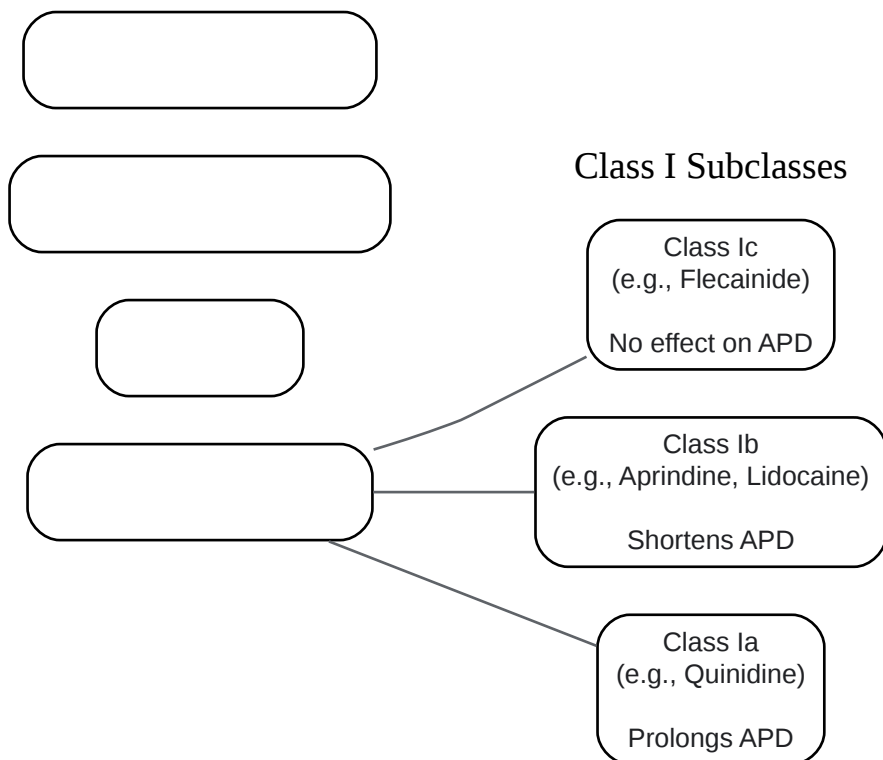 Class I Subclasses
Class Ic
(e.g., Flecainide)
No effect on APD
Class Ib
(e.g., Aprindine, Lidocaine)
Shortens APD
Class Ia
(e.g., Quinidine)
Prolongs APD